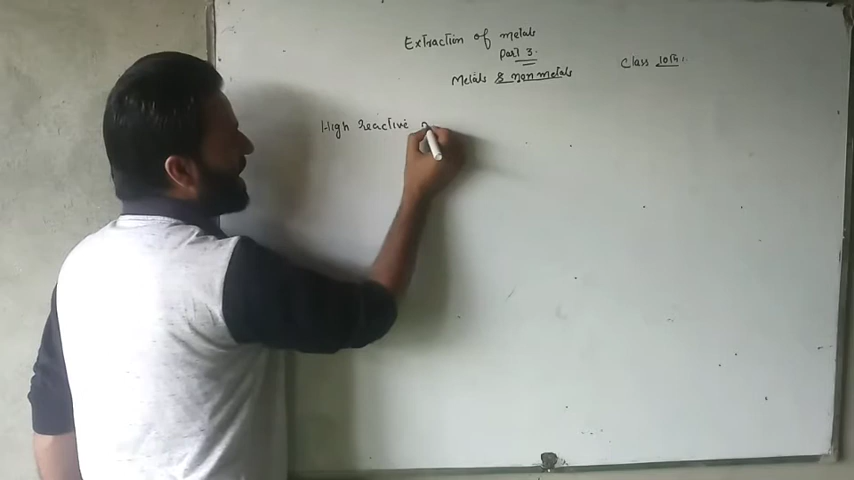 Extraction of metals
Part 3.
Metals & non metals
Class 10th.
High reactive